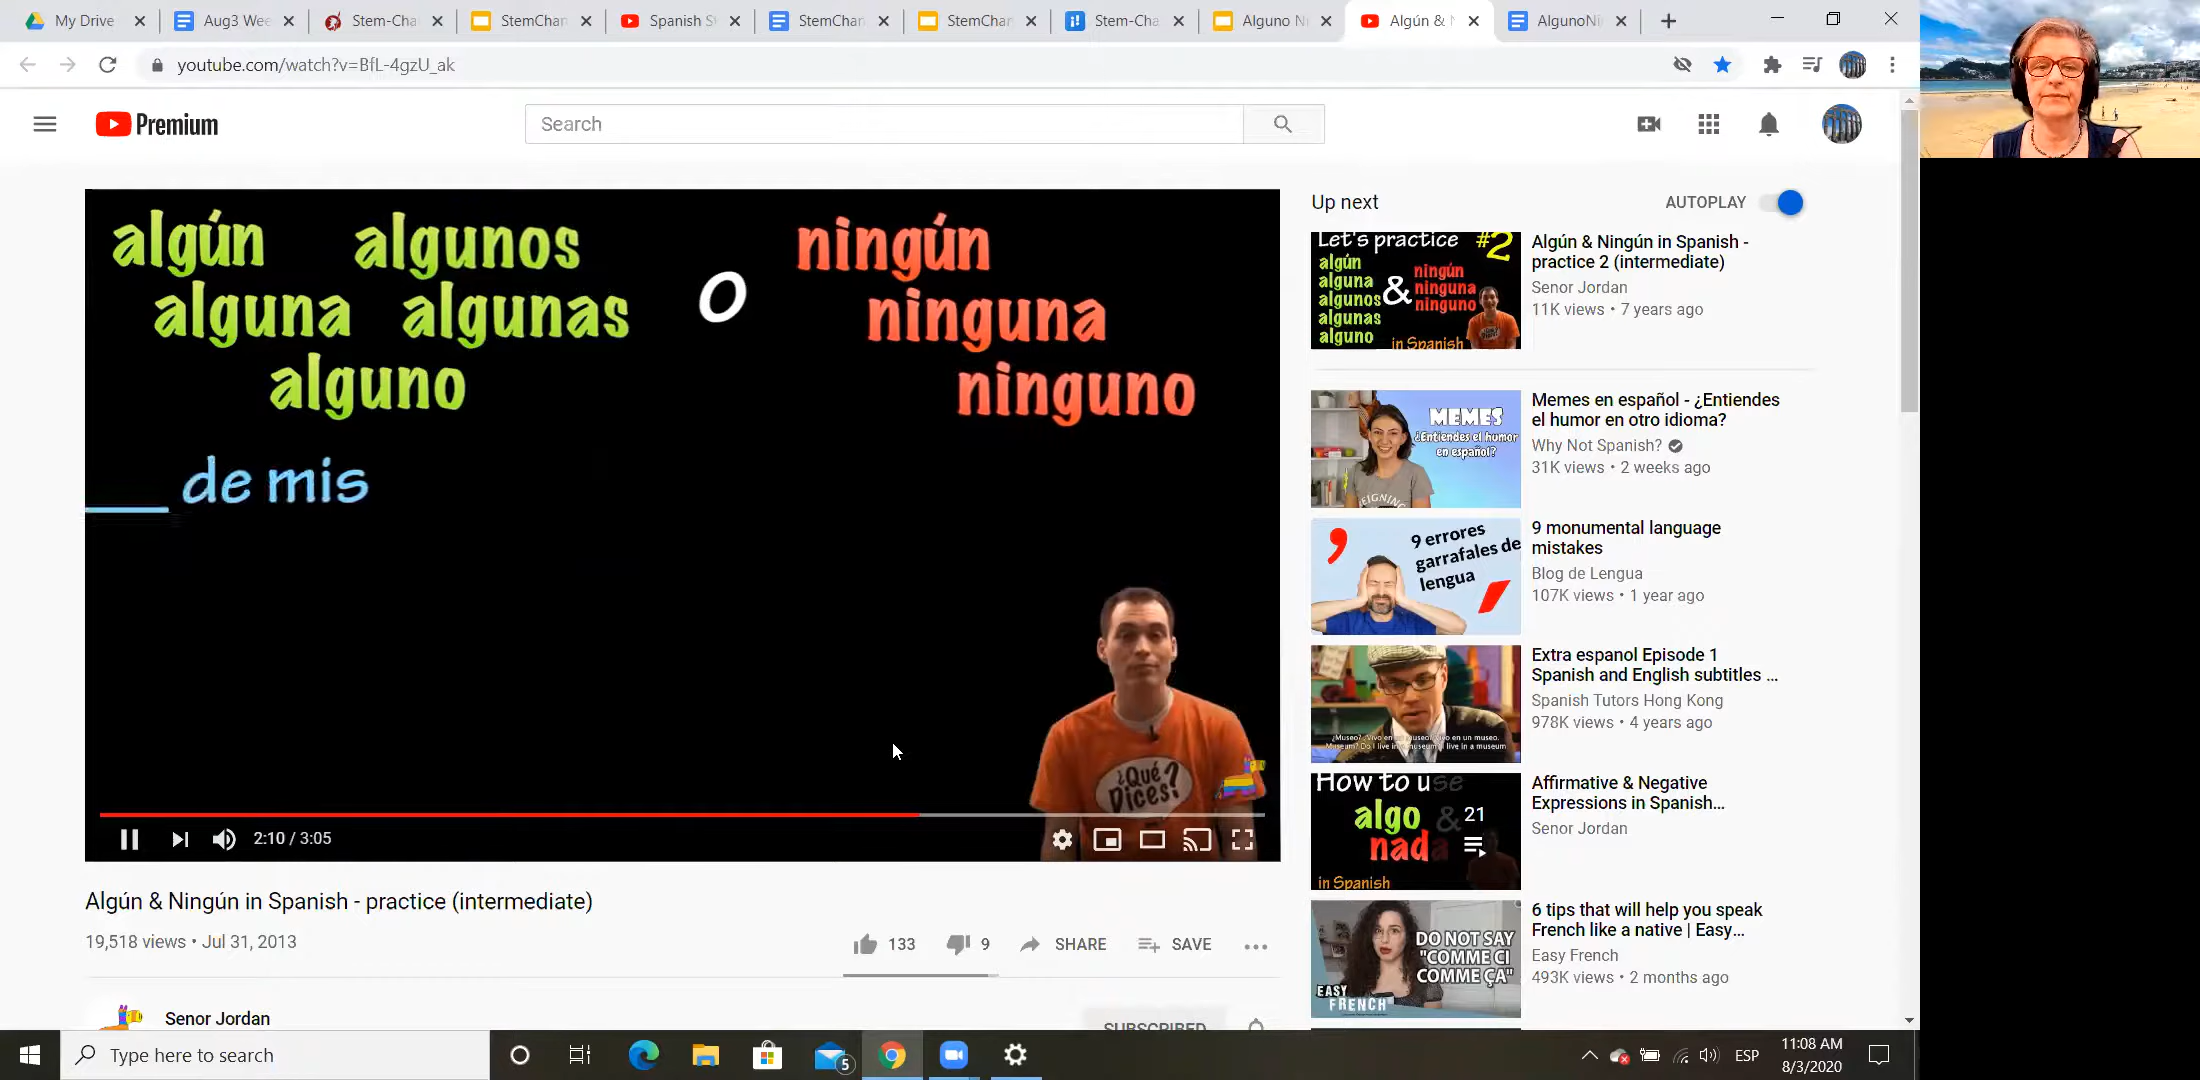 My Drive
Aug3 Wee
Stem-Cha
StemChan
Spanish S
StemChan
StemChan
Stem-Cha
Alguno Ni
Algún & N
AlgunoNi
youtube.com/watch?v=BfL-4gzU_ak
Premium
Search
algún algunos
alguna algunas
alguno
o
ningún
ninguna
ninguno
de mis
¿Qué
Dices?
2:10 / 3:05
Algún & Ningún in Spanish - practice (intermediate)
19,518 views • Jul 31, 2013
133
9
SHARE
SAVE
Senor Jordan
SUBSCRIBED
Up next
AUTOPLAY
Let's practice #2
algún
alguna
algunos
algunas
alguno
&
ningún
ninguna
ninguno
in Spanish
Algún & Ningún in Spanish -
practice 2 (intermediate)
Senor Jordan
11K views • 7 years ago
MEMES
¿Entiendes el humor
en español?
Memes en español - ¿Entiendes
el humor en otro idioma?
Why Not Spanish?
31K views • 2 weeks ago
9 errores
garrafales de
lengua
9 monumental language
mistakes
Blog de Lengua
107K views • 1 year ago
Extra espanol Episode 1
Spanish and English subtitles ...
Spanish Tutors Hong Kong
978K views • 4 years ago
How to use
algo &
nada
in Spanish
21
Affirmative & Negative
Expressions in Spanish...
Senor Jordan
DO NOT SAY
"COMME CI
COMME ÇA"
EASY
FRENCH
6 tips that will help you speak
French like a native | Easy...
Easy French
493K views • 2 months ago
Type here to search
5
ESP
11:08 AM
8/3/2020